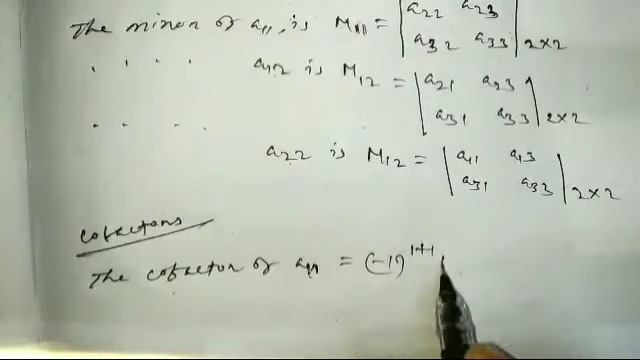 The minor of a11, is M11 = | a22 a23
a32 a33 | 2×2
" " " " a12 is M12 = | a21 a23
a31 a33 | 2×2
" " " " a22 is M12 = | a11 a13
a31 a33 | 2×2
Cofactors
The cofactor of a11 = (-1)^1+1